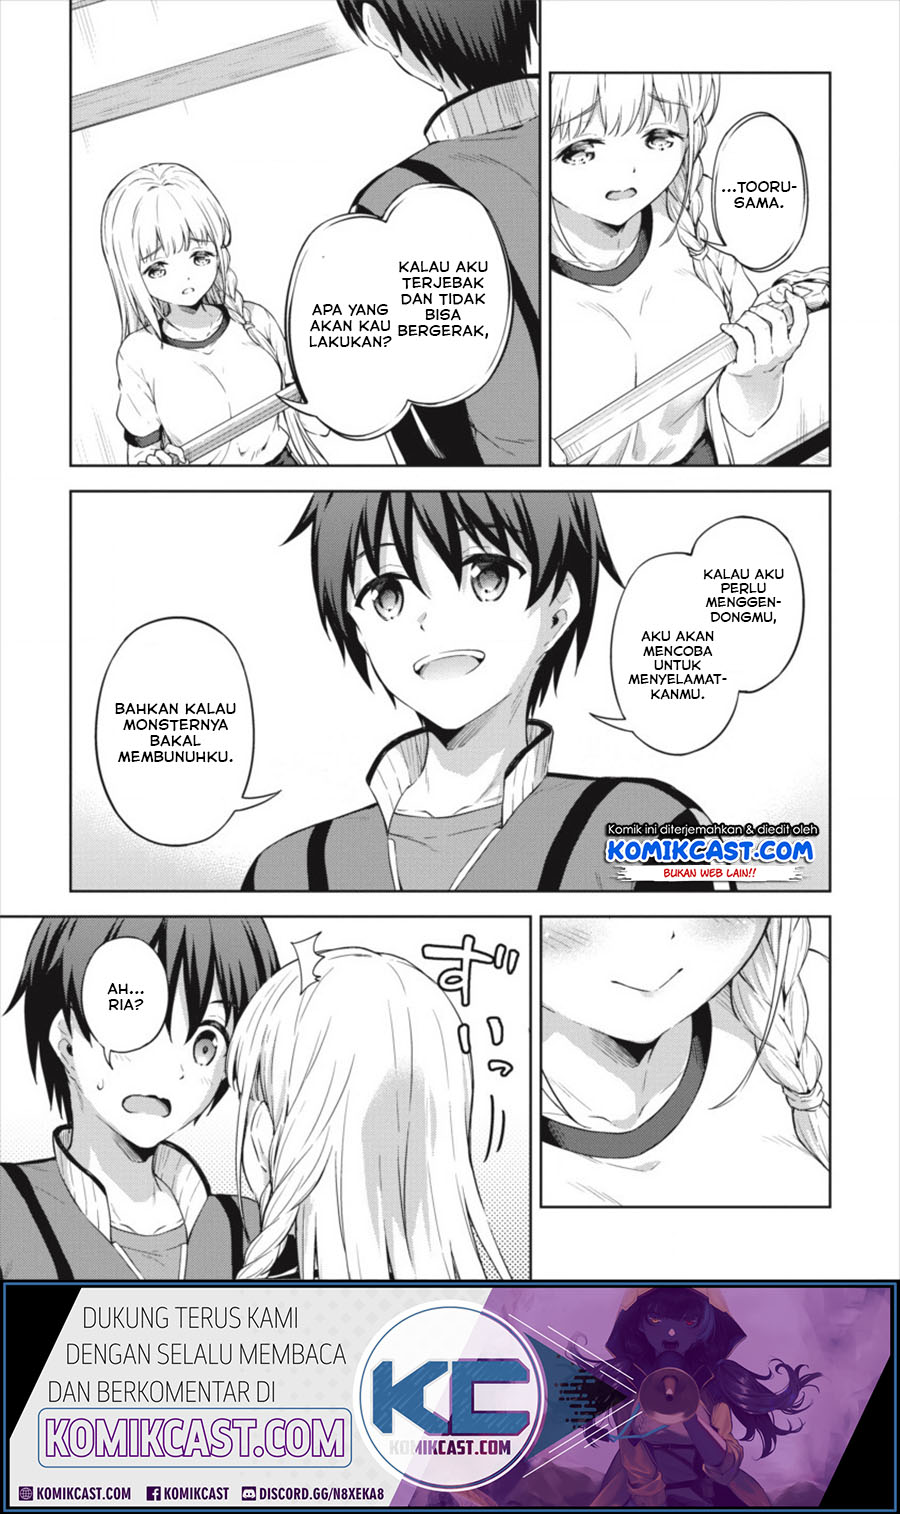 ...TOORU-
SAMA.
KALAU AKU
TERJEBAK
DAN TIDAK
BISA
BERGERAK,
APA YANG
AKAN KAU
LAKUKAN?
KALAU AKU
PERLU
MENGGEN-
DONGMU,
AKU AKAN
MENCOBA
UNTUK
MENYELAMAT-
KANMU.
BAHKAN KALAU
MONSTERNYA
BAKAL
MEMBUNUHKU.
Komik ini diterjemahkan & diedit oleh
KOMIKCAST.COM
BUKAN WEB LAIN!!
ずいっ
AH...
RIA?
DUKUNG TERUS KAMI
DENGAN SELALU MEMBACA
DAN BERKOMENTAR DI
KOMIKCAST.COM
KC
KOMIKCAST.COM
KOMIKCAST.COM KOMIKCAST DISCORD.GG/N8XEKA8